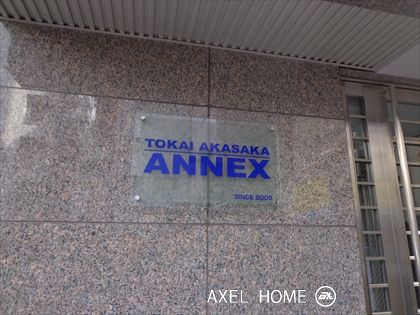 TOKAI AKASAKA
ANNEX
SINCE 2005
AXEL HOME